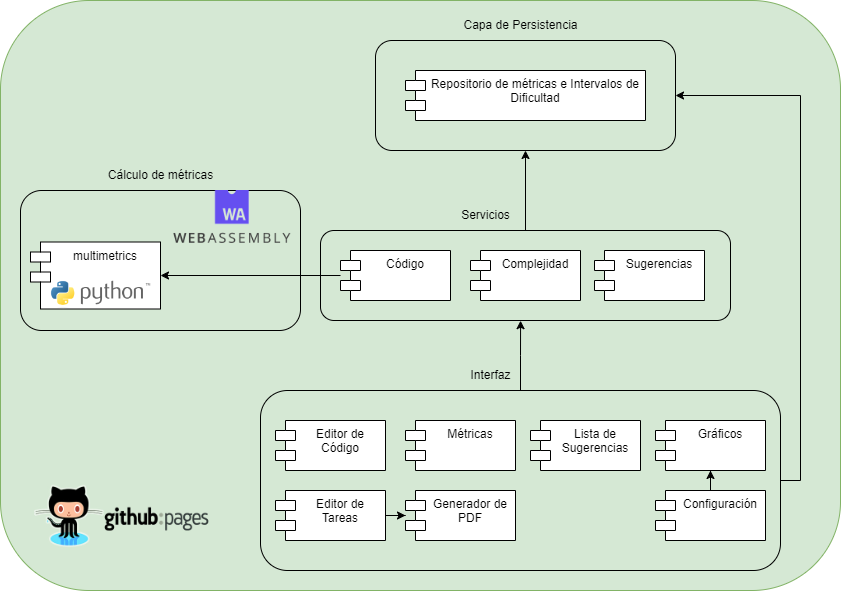 Capa de Persistencia
Repositorio de métricas e Intervalos de
Dificultad
Cálculo de métricas
WA
WEBASSEMBLY
multimetrics
python™
Servicios
Código
Complejidad
Sugerencias
Interfaz
Editor de
Código
Métricas
Lista de
Sugerencias
Gráficos
Editor de
Tareas
Generador de
PDF
Configuración
github:pages